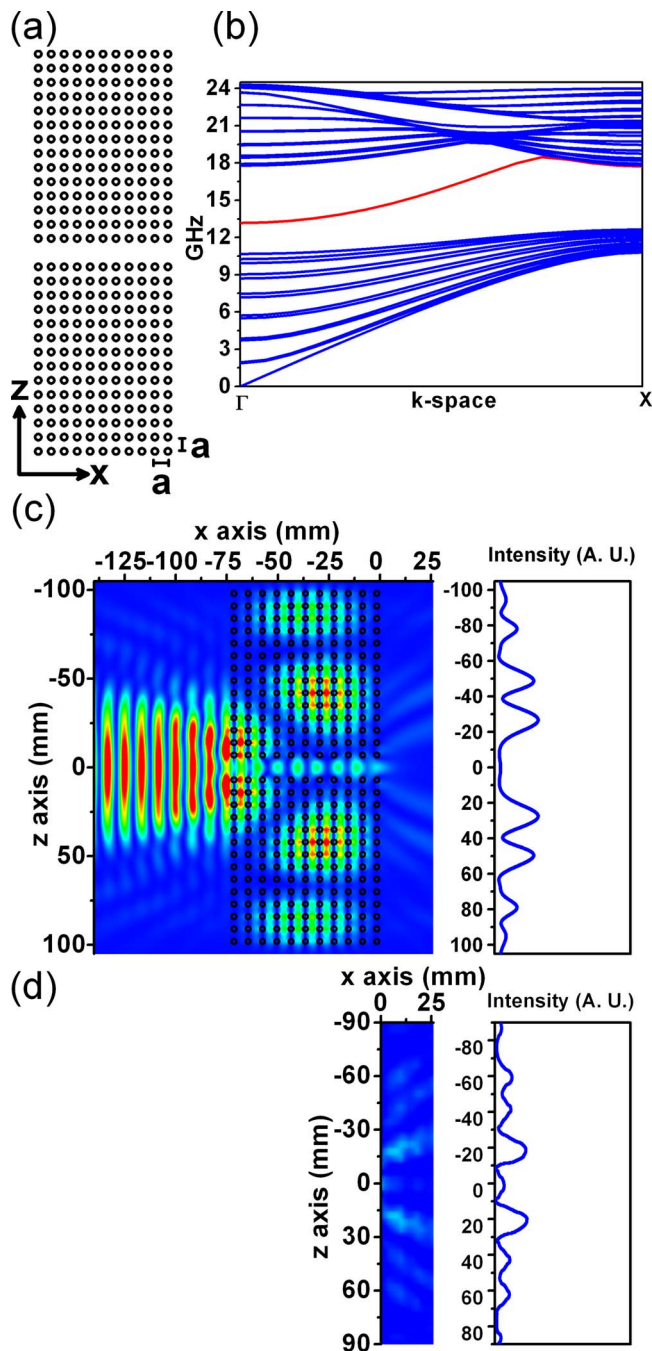 (a)
z
x
a
a
(b)
24
21
18
15
12
9
6
3
0
GHz
Γ
k-space
X
(c)
x axis (mm)
-125 -100 -75 -50 -25 0 25
-100
-50
0
50
100
z axis (mm)
Intensity (A. U.)
-100
-80
-60
-40
-20
0
20
40
60
80
100
(d)
x axis (mm)
0 25
-90
-60
-30
0
30
60
90
z axis (mm)
Intensity (A. U.)
-80
-60
-40
-20
0
20
40
60
80